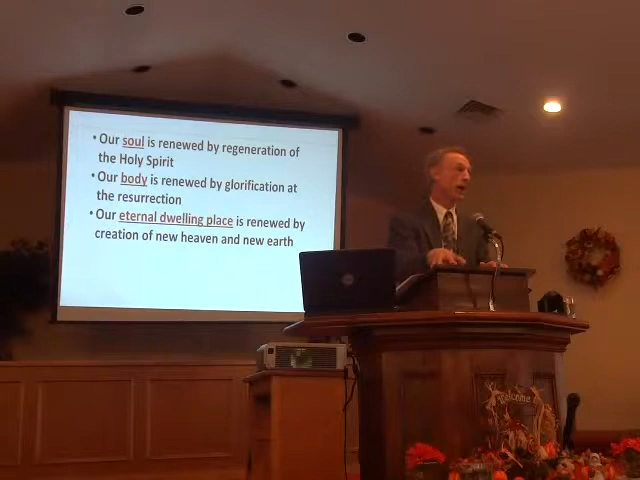 • Our soul is renewed by regeneration of
the Holy Spirit
• Our body is renewed by glorification at
the resurrection
• Our eternal dwelling place is renewed by
creation of new heaven and new earth
welcome